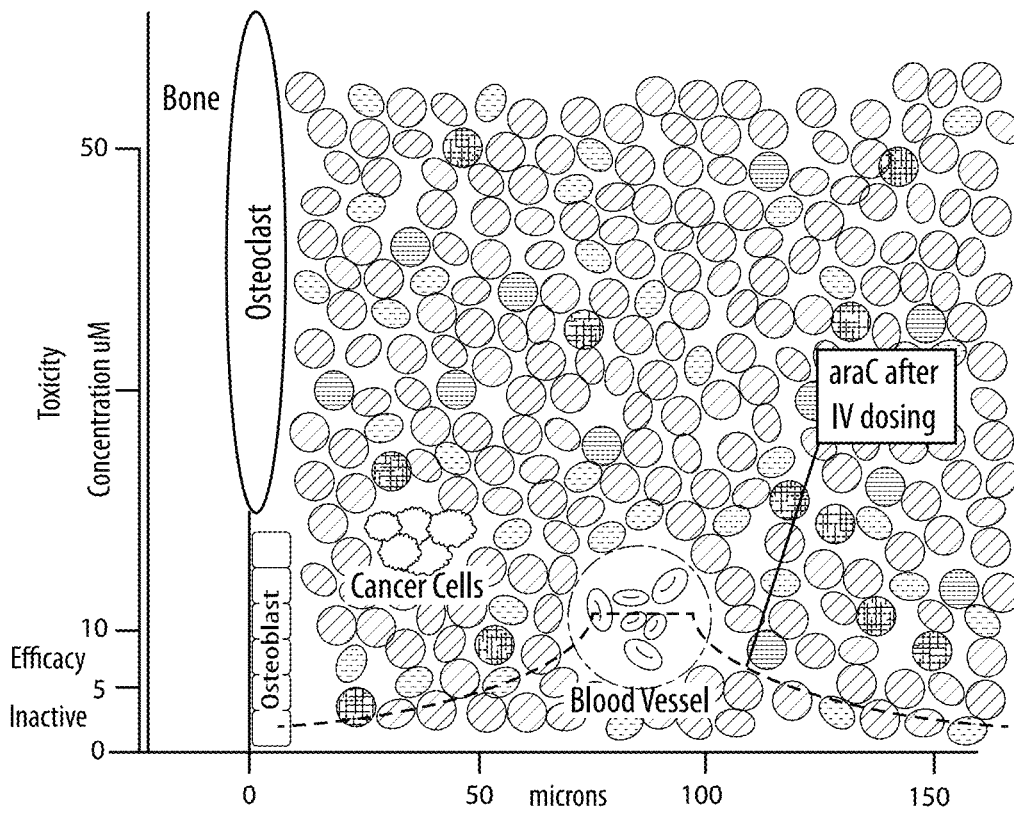 Bone
Osteoclast
50
Toxicity
Concentration uM
araC after
IV dosing
Cancer Cells
Osteoblast
10
Efficacy
5
Blood Vessel
Inactive
0
0
50
microns
100
150